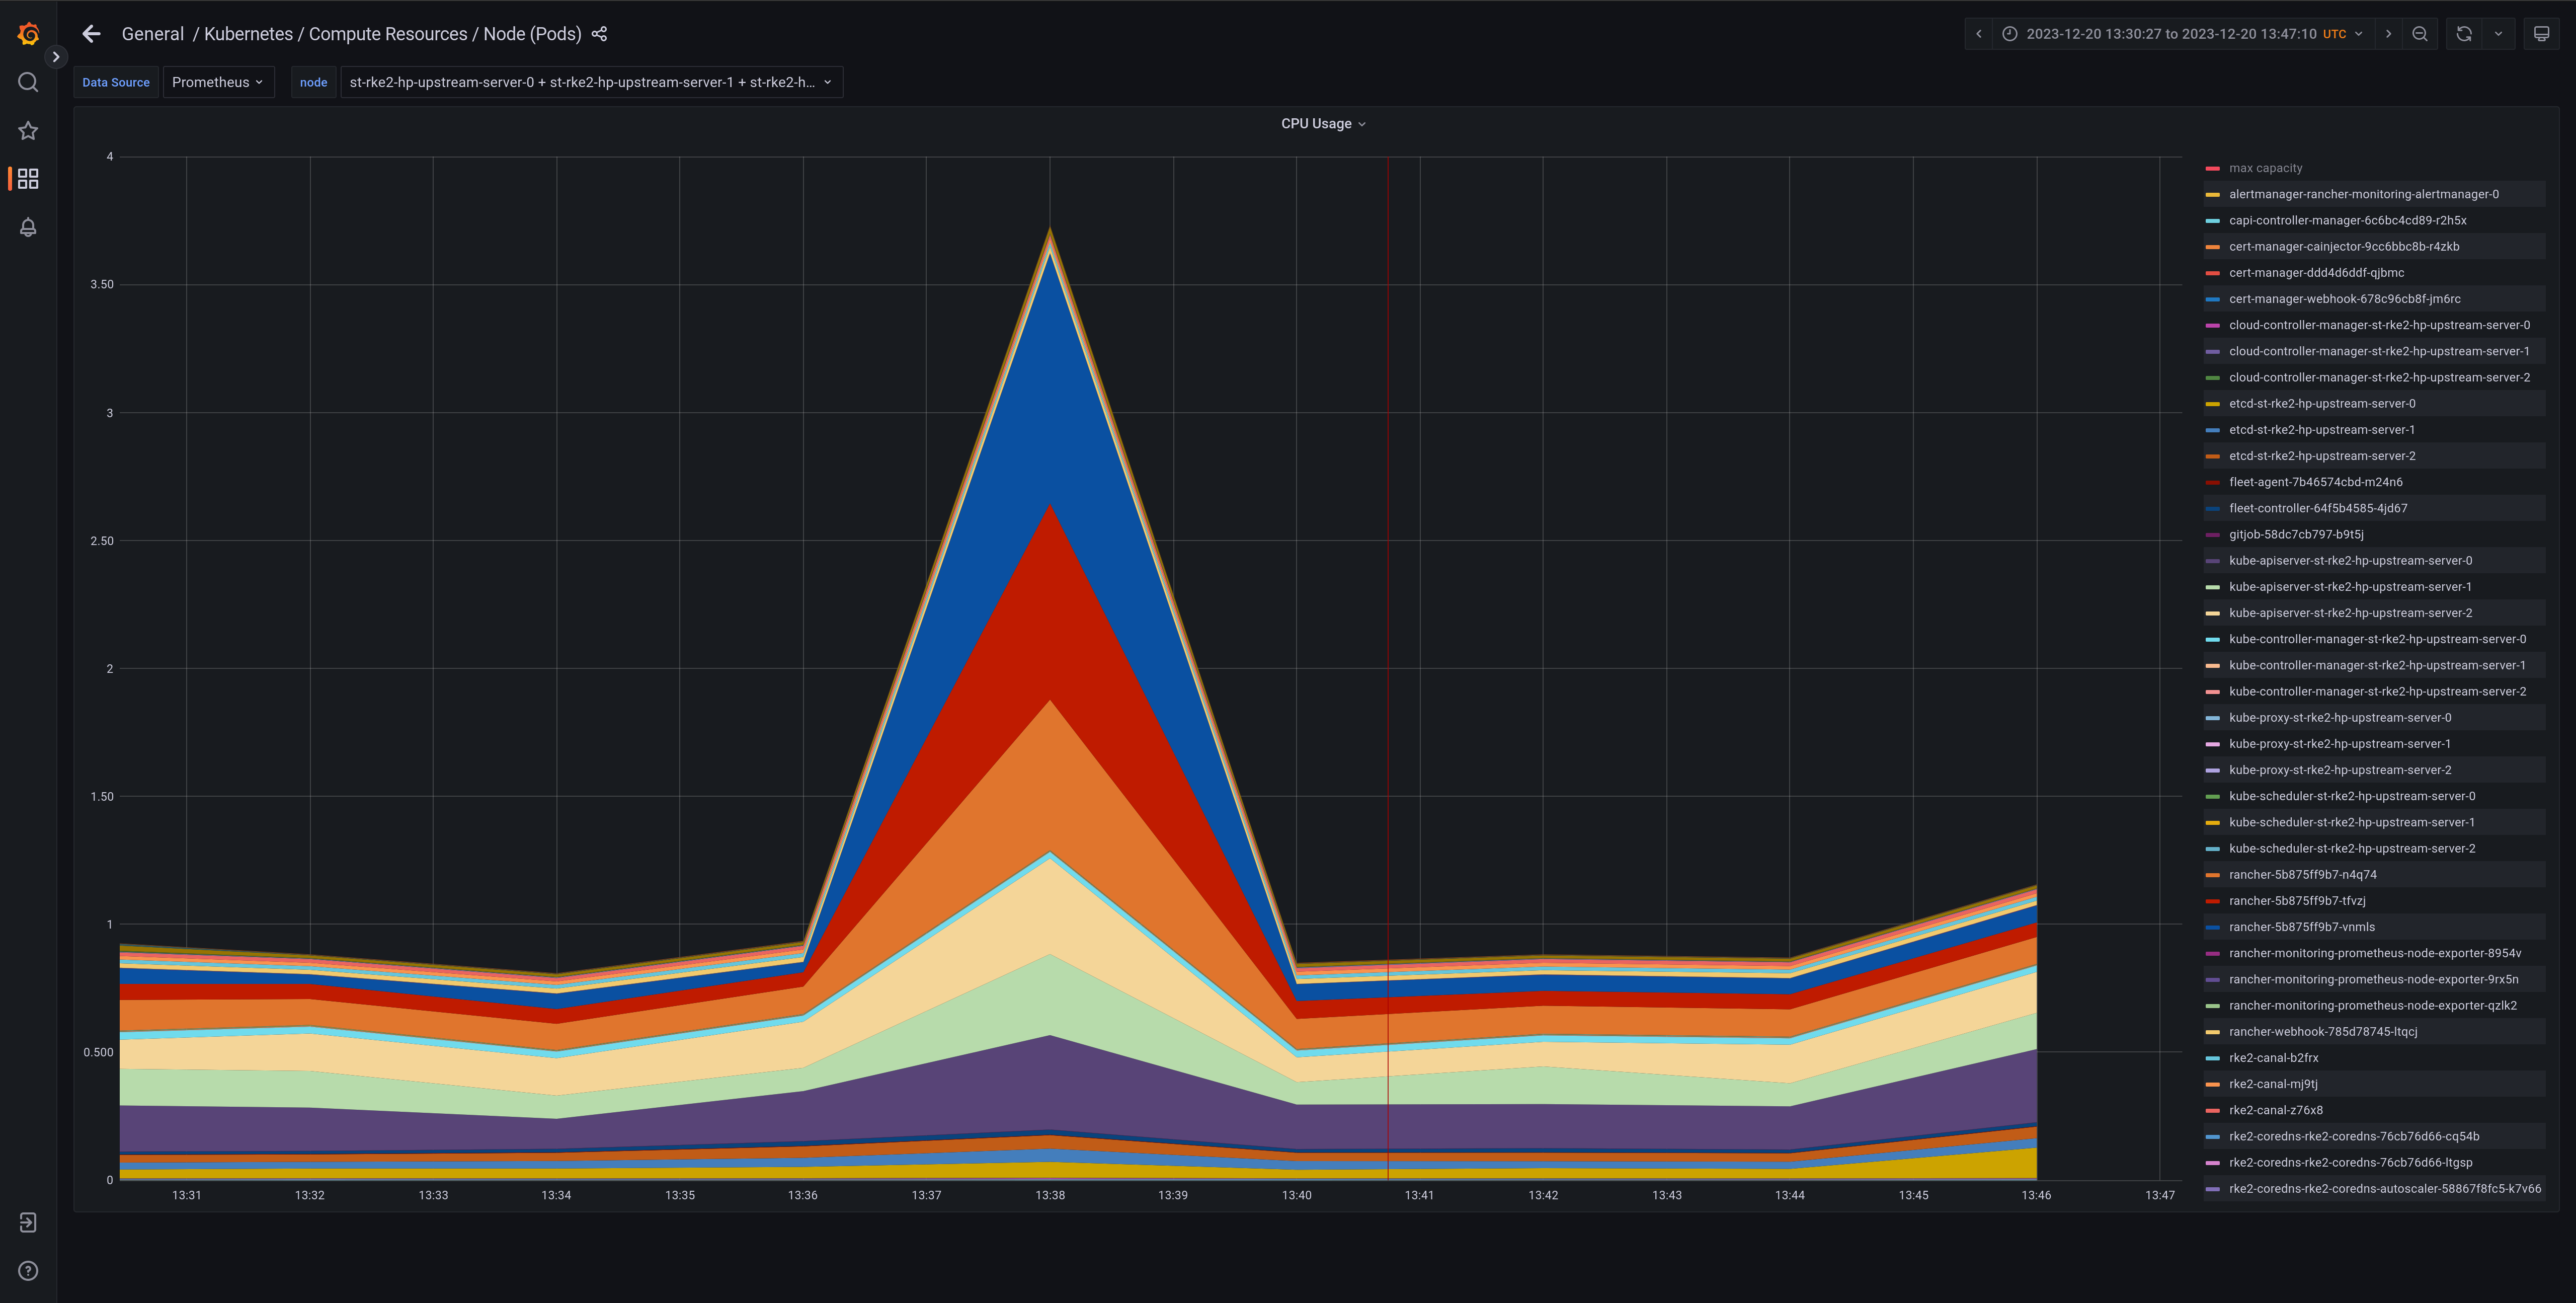 General / Kubernetes / Compute Resources / Node (Pods)
2023-12-20 13:30:27 to 2023-12-20 13:47:10 UTC
Data Source Prometheus node st-rke2-hp-upstream-server-0 + st-rke2-hp-upstream-server-1 + st-rke2-h...
CPU Usage
4
3.50
3
2.50
2
1.50
1
0.500
0
13:31 13:32 13:33 13:34 13:35 13:36 13:37 13:38 13:39 13:40 13:41 13:42 13:43 13:44 13:45 13:46 13:47
max capacity
alertmanager-rancher-monitoring-alertmanager-0
capi-controller-manager-6c6bc4cd89-r2h5x
cert-manager-cainjector-9cc6bbc8b-r4zkb
cert-manager-ddd4d6ddf-qjbmc
cert-manager-webhook-678c96cb8f-jm6rc
cloud-controller-manager-st-rke2-hp-upstream-server-0
cloud-controller-manager-st-rke2-hp-upstream-server-1
cloud-controller-manager-st-rke2-hp-upstream-server-2
etcd-st-rke2-hp-upstream-server-0
etcd-st-rke2-hp-upstream-server-1
etcd-st-rke2-hp-upstream-server-2
fleet-agent-7b46574cbd-m24n6
fleet-controller-64f5b4585-4jd67
gitjob-58dc7cb797-b9t5j
kube-apiserver-st-rke2-hp-upstream-server-0
kube-apiserver-st-rke2-hp-upstream-server-1
kube-apiserver-st-rke2-hp-upstream-server-2
kube-controller-manager-st-rke2-hp-upstream-server-0
kube-controller-manager-st-rke2-hp-upstream-server-1
kube-controller-manager-st-rke2-hp-upstream-server-2
kube-proxy-st-rke2-hp-upstream-server-0
kube-proxy-st-rke2-hp-upstream-server-1
kube-proxy-st-rke2-hp-upstream-server-2
kube-scheduler-st-rke2-hp-upstream-server-0
kube-scheduler-st-rke2-hp-upstream-server-1
kube-scheduler-st-rke2-hp-upstream-server-2
rancher-5b875ff9b7-n4q74
rancher-5b875ff9b7-tfvzj
rancher-5b875ff9b7-vnmls
rancher-monitoring-prometheus-node-exporter-8954v
rancher-monitoring-prometheus-node-exporter-9rx5n
rancher-monitoring-prometheus-node-exporter-qzlk2
rancher-webhook-785d78745-ltqcj
rke2-canal-b2frx
rke2-canal-mj9tj
rke2-canal-z76x8
rke2-coredns-rke2-coredns-76cb76d66-cq54b
rke2-coredns-rke2-coredns-76cb76d66-ltgsp
rke2-coredns-rke2-coredns-autoscaler-58867f8fc5-k7v66